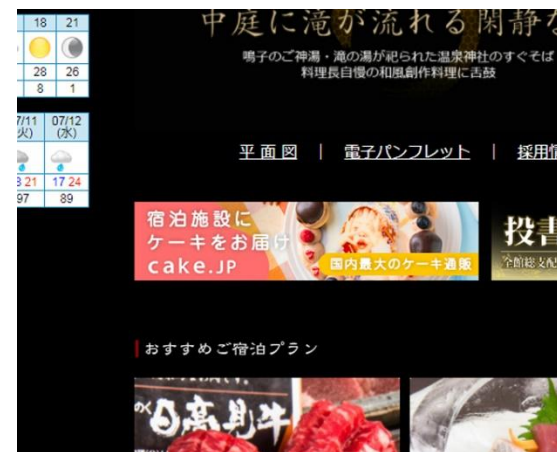 18 21
28 26
8 1
7/11 07/12
火) (水)
21 17 24
97 89
中庭に滝が流れる閑静な
鳴子のご神湯・滝の湯が祀られた温泉神社のすぐそば
料理長自慢の和風創作料理に舌鼓
平面図 | 電子パンフレット | 採用情
宿泊施設に
ケーキをお届け
cake.JP
国内最大のケーキ通販
投書
全館総支配
おすすめご宿泊プラン
日高見牛